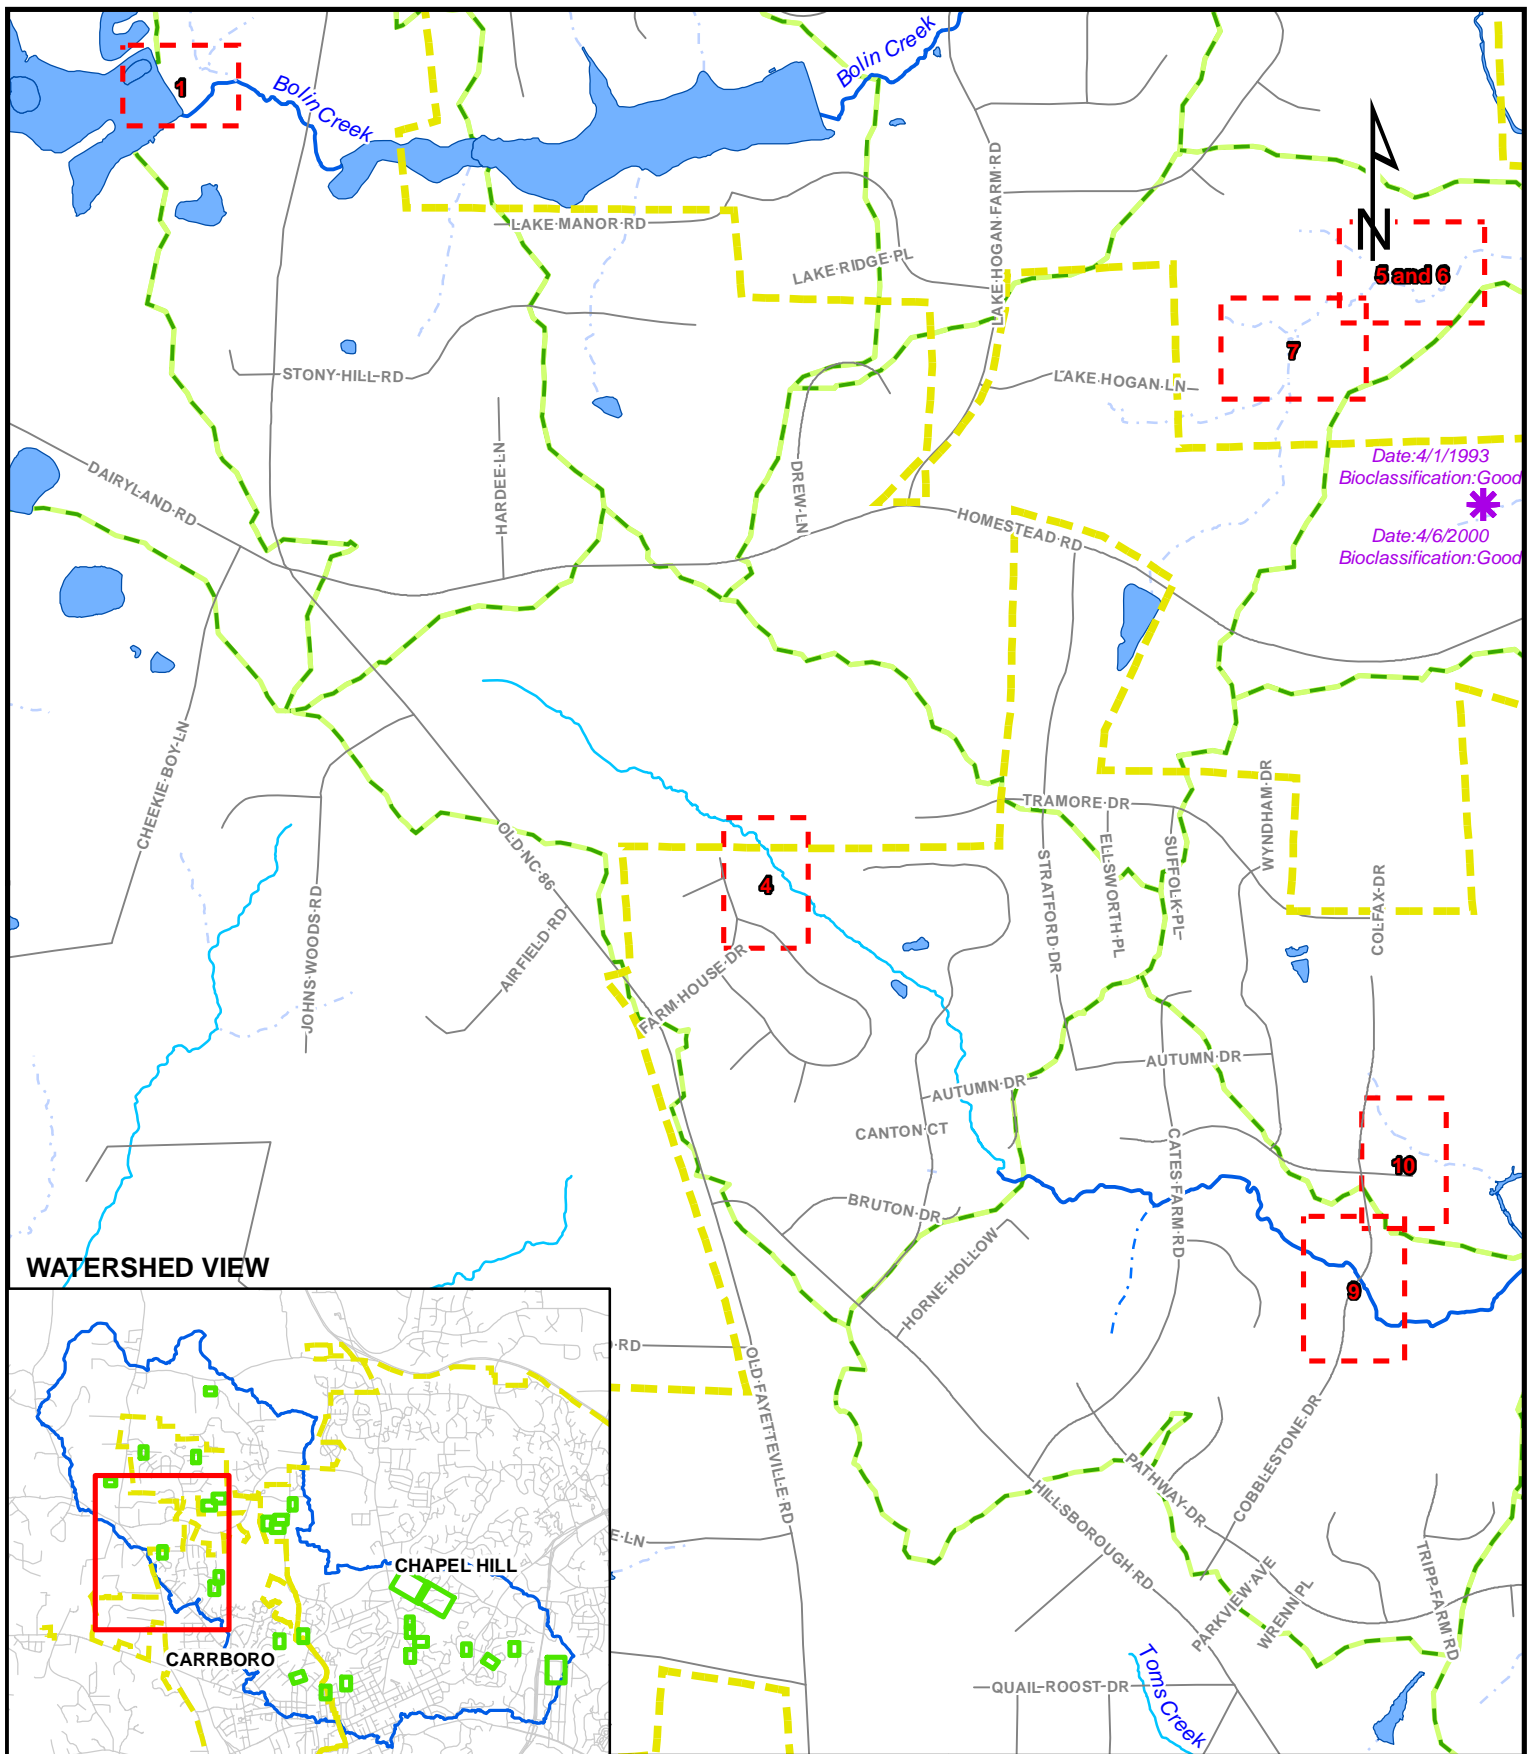 Bolin Creek
1
Bolin Creek
LAKE MANOR RD
LAKE RIDGE PL
LAKE HOGAN FARM RD
N
5 and 6
7
STONY HILL RD
LAKE HOGAN LN
DAIRYLAND RD
HARDEE LN
DREW LN
HOMESTEAD RD
Date:4/1/1993
Bioclassification:Good
Date:4/6/2000
Bioclassification:Good
CHEEKIE BOY LN
OLD NC 86
TRAMORE DR
WYNDHAM DR
4
STRATFORD DR
ELLSWORTH PL
SUFFOLK PL
COLFAX DR
JOHNS WOODS RD
AIRFIELD RD
FARM HOUSE DR
AUTUMN DR
AUTUMN DR
CANTON CT
CATES FARM RD
10
BRUTON DR
HORNE HOLLOW
9
WATERSHED VIEW
RD
OLD FAYETTEVILLE RD
PATHWAY DR
COBBLESTONE DR
HILLSBOROUGH RD
E LN
PARKVIEW AVE
WRENN PL
TRIPP FARM RD
QUAIL ROOST DR
Toms Creek
CHAPEL HILL
CARRBORO